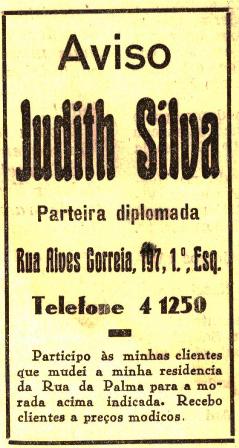 Aviso
Judith Silva
Parteira diplomada
Rua Alves Correia, 197, 1.º, Esq.
Telefone 4 1250
Participo às minhas clientes
que mudei a minha residencia
da Rua da Palma para a mo-
rada acima indicada. Recebo
clientes a preços modicos.